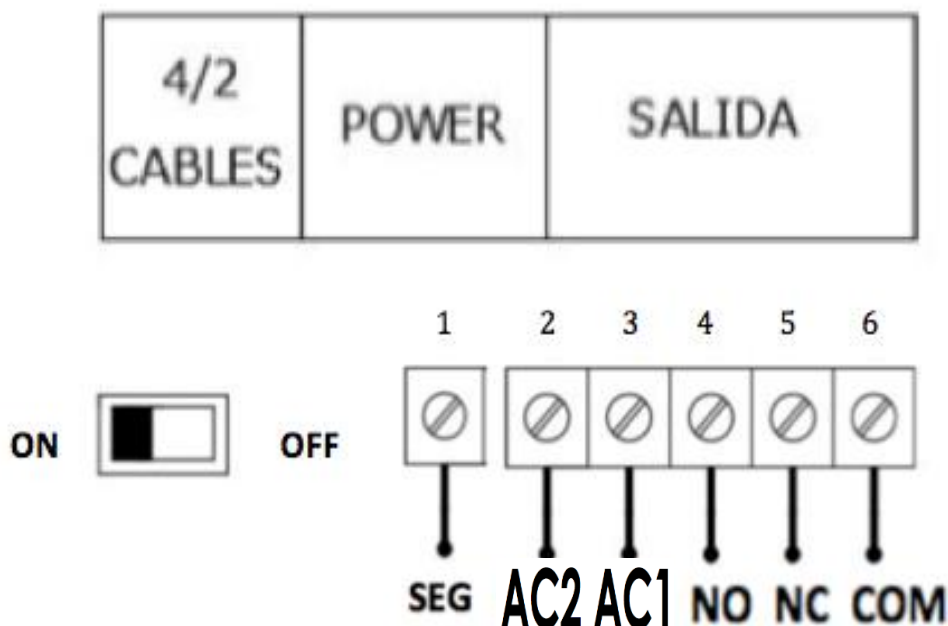 4/2
CABLES
POWER
SALIDA
1 2 3 4 5 6
ON OFF
SEG AC2 AC1 NO NC COM